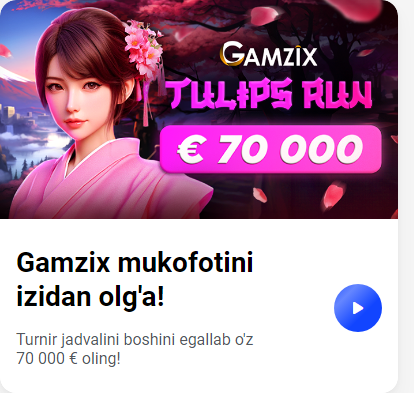 GAMZIX
TULIPS RUN
€ 70 000
Gamzix mukofotini
izidan olg'a!
Turnir jadvalini boshini egallab o'z
70 000 € oling!